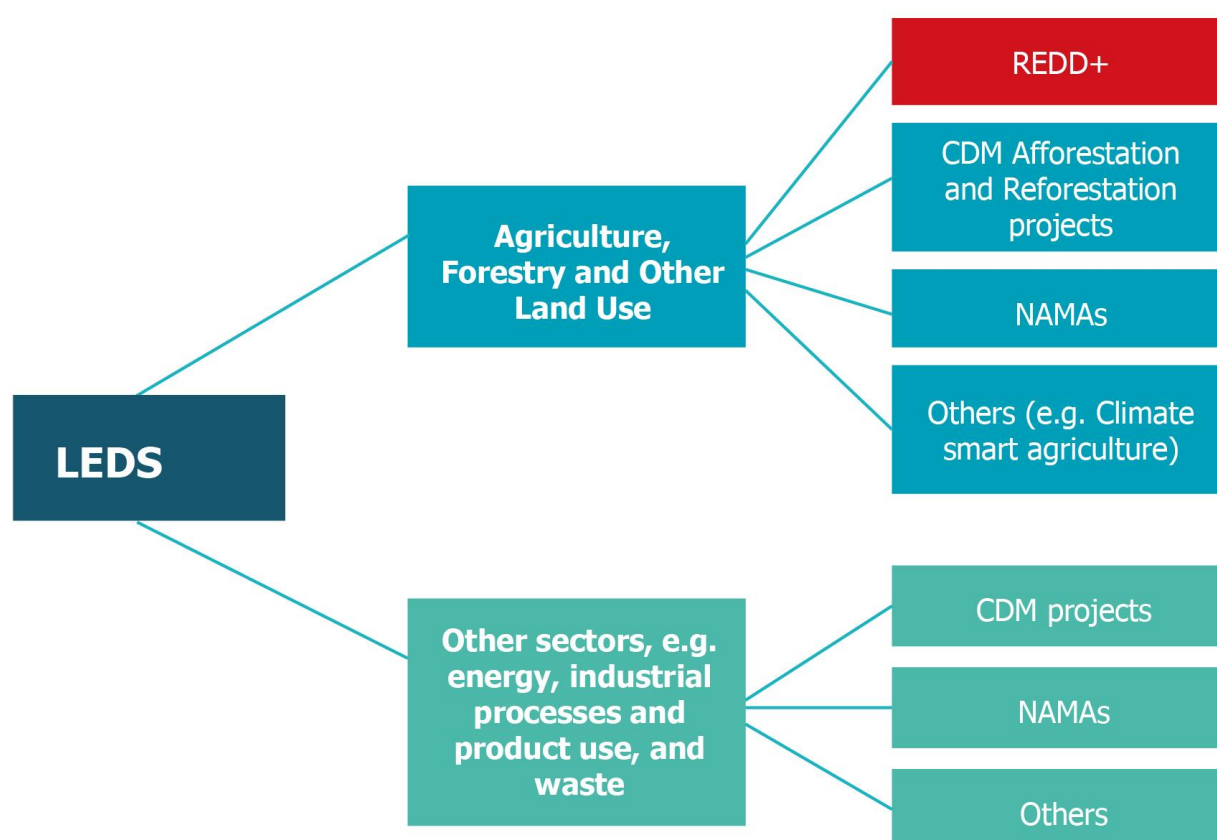 REDD+
CDM Afforestation
and Reforestation
projects
Agriculture,
Forestry and Other
Land Use
NAMAs
Others (e.g. Climate
smart agriculture)
LEDS
CDM projects
Other sectors, e.g.
energy, industrial
processes and
product use, and
waste
NAMAs
Others